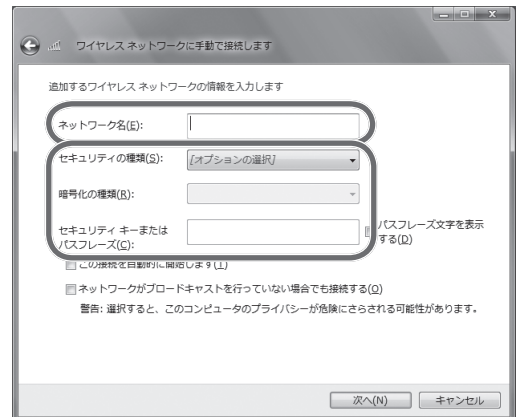 ワイヤレス ネットワークに手動で接続します
追加するワイヤレス ネットワークの情報を入力します
ネットワーク名(E):
セキュリティの種類(S):
[オプションの選択]
暗号化の種類(R):
セキュリティ キーまたは
パスフレーズ(C):
パスフレーズ文字を表示
する(D)
この接続を自動的に開始します(T)
ネットワークがブロードキャストを行っていない場合でも接続する(O)
警告: 選択すると、このコンピュータのプライバシーが危険にさらされる可能性があります。
次へ(N)
キャンセル